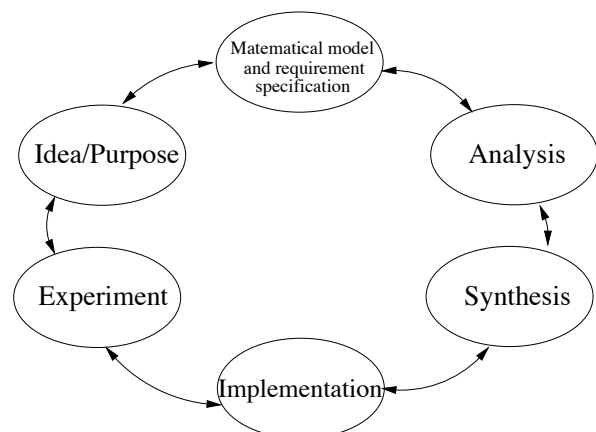 Matematical model
and requirement
specification
Idea/Purpose
Analysis
Experiment
Synthesis
Implementation